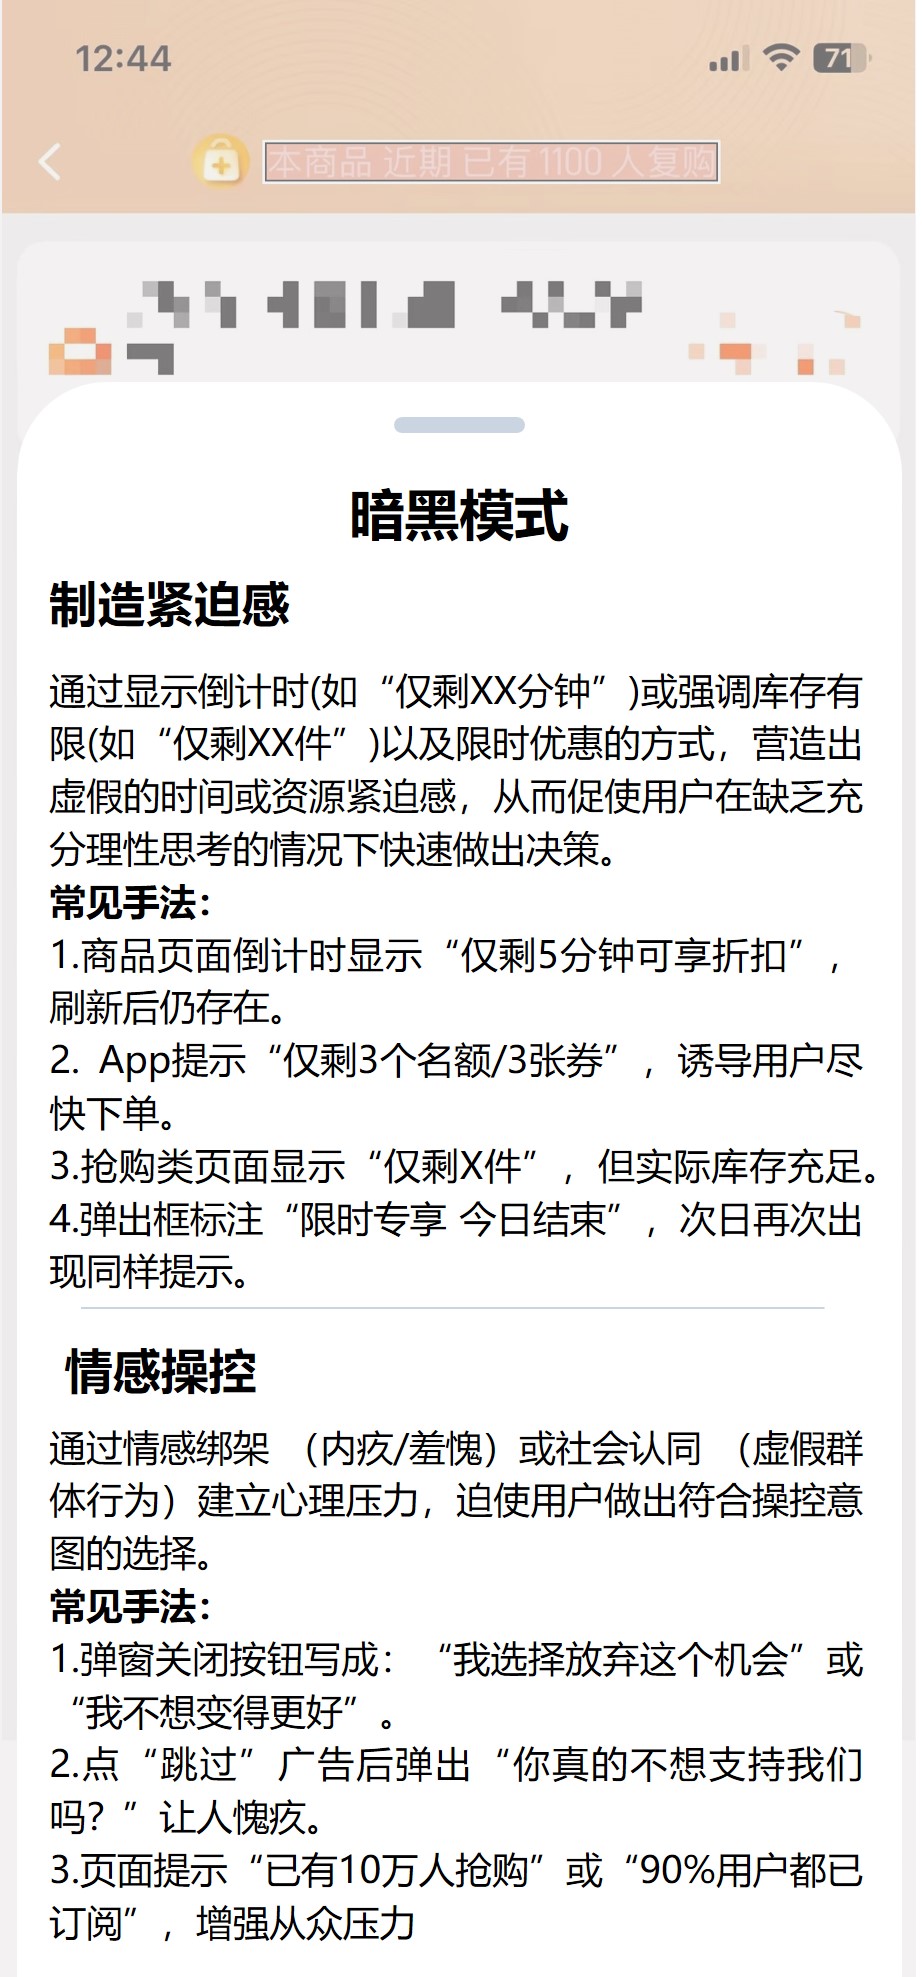 12:44
71
本商品 近期 已有1100 人复购
暗黑模式
制造紧迫感
通过显示倒计时(如“仅剩XX分钟”)或强调库存有
限(如“仅剩XX件”)以及限时优惠的方式，营造出
虚假的时间或资源紧迫感，从而促使用户在缺乏充
分理性思考的情况下快速做出决策。
常见手法：
1.商品页面倒计时显示“仅剩5分钟可享折扣”，
刷新后仍存在。
2. App提示“仅剩3个名额/3张券”，诱导用户尽
快下单。
3.抢购类页面显示“仅剩X件”，但实际库存充足。
4.弹出框标注“限时专享 今日结束”，次日再次出
现同样提示。
情感操控
通过情感绑架 （内疚/羞愧）或社会认同 （虚假群
体行为）建立心理压力，迫使用户做出符合操控意
图的选择。
常见手法：
1.弹窗关闭按钮写成：“我选择放弃这个机会”或
“我不想变得更好”。
2.点“跳过”广告后弹出“你真的不想支持我们
吗？”让人愧疚。
3.页面提示“已有10万人抢购”或“90%用户都已
订阅”，增强从众压力